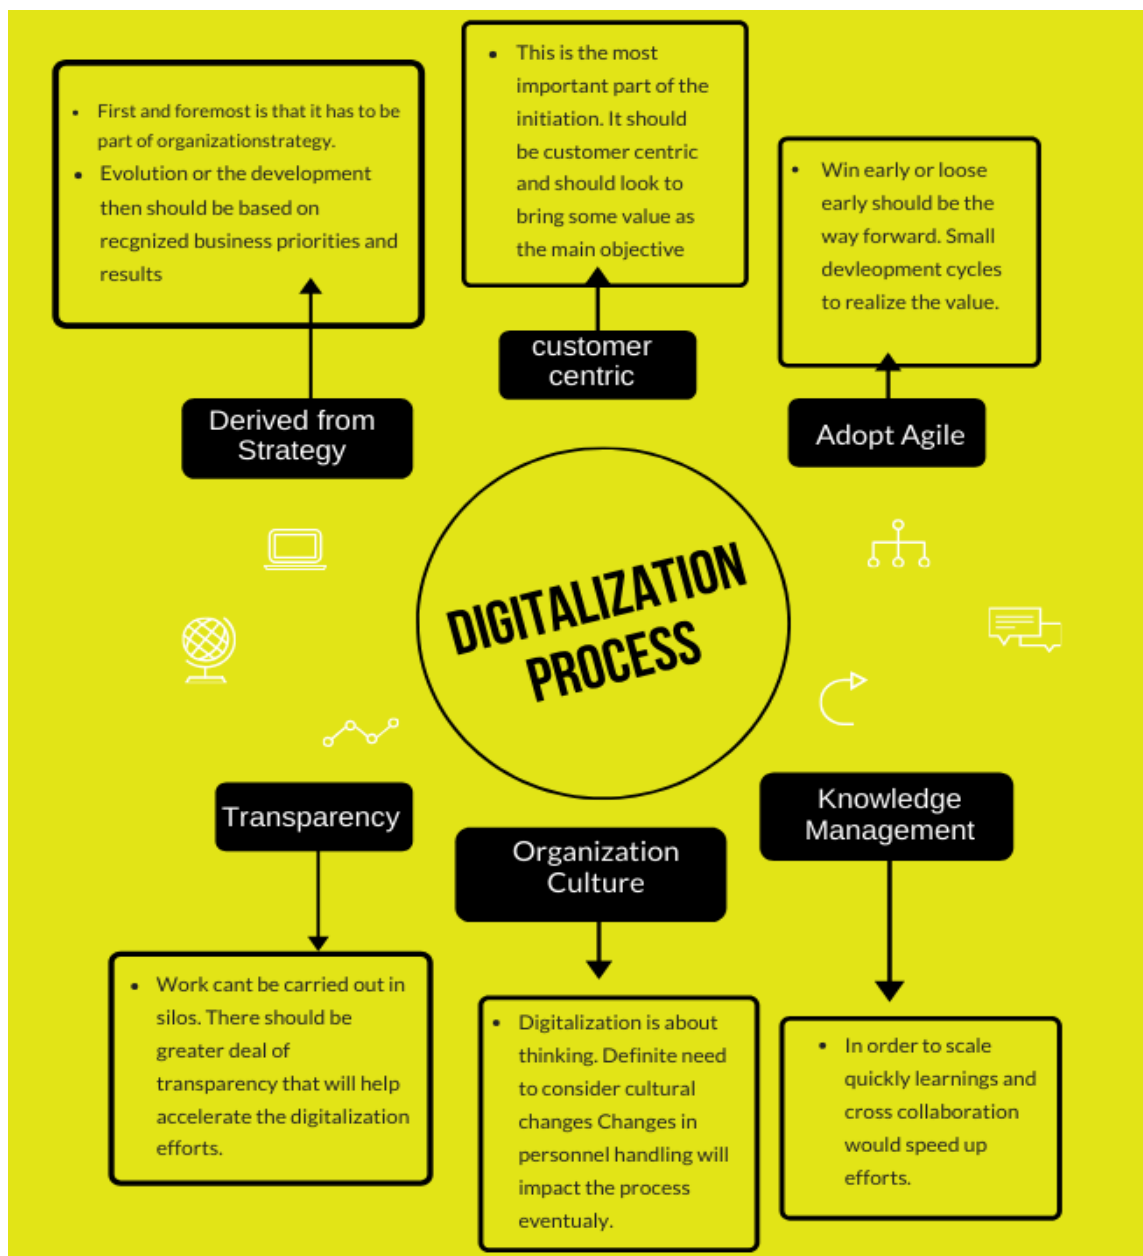 • First and foremost is that it has to be
part of organizationstrategy.
• Evolution or the development
then should be based on
recgnized business priorities and
results
Derived from
Strategy
• This is the most
important part of the
initiation. It should
be customer centric
and should look to
bring some value as
the main objective
customer
centric
• Win early or loose
early should be the
way forward. Small
devleopment cycles
to realize the value.
Adopt Agile
DIGITALIZATION
PROCESS
Transparency
• Work cant be carried out in
silos. There should be
greater deal of
transparency that will help
accelerate the digitalization
efforts.
Organization
Culture
• Digitalization is about
thinking. Definite need
to consider cultural
changes Changes in
personnel handling will
impact the process
eventualy.
Knowledge
Management
• In order to scale
quickly learnings and
cross collaboration
would speed up
efforts.